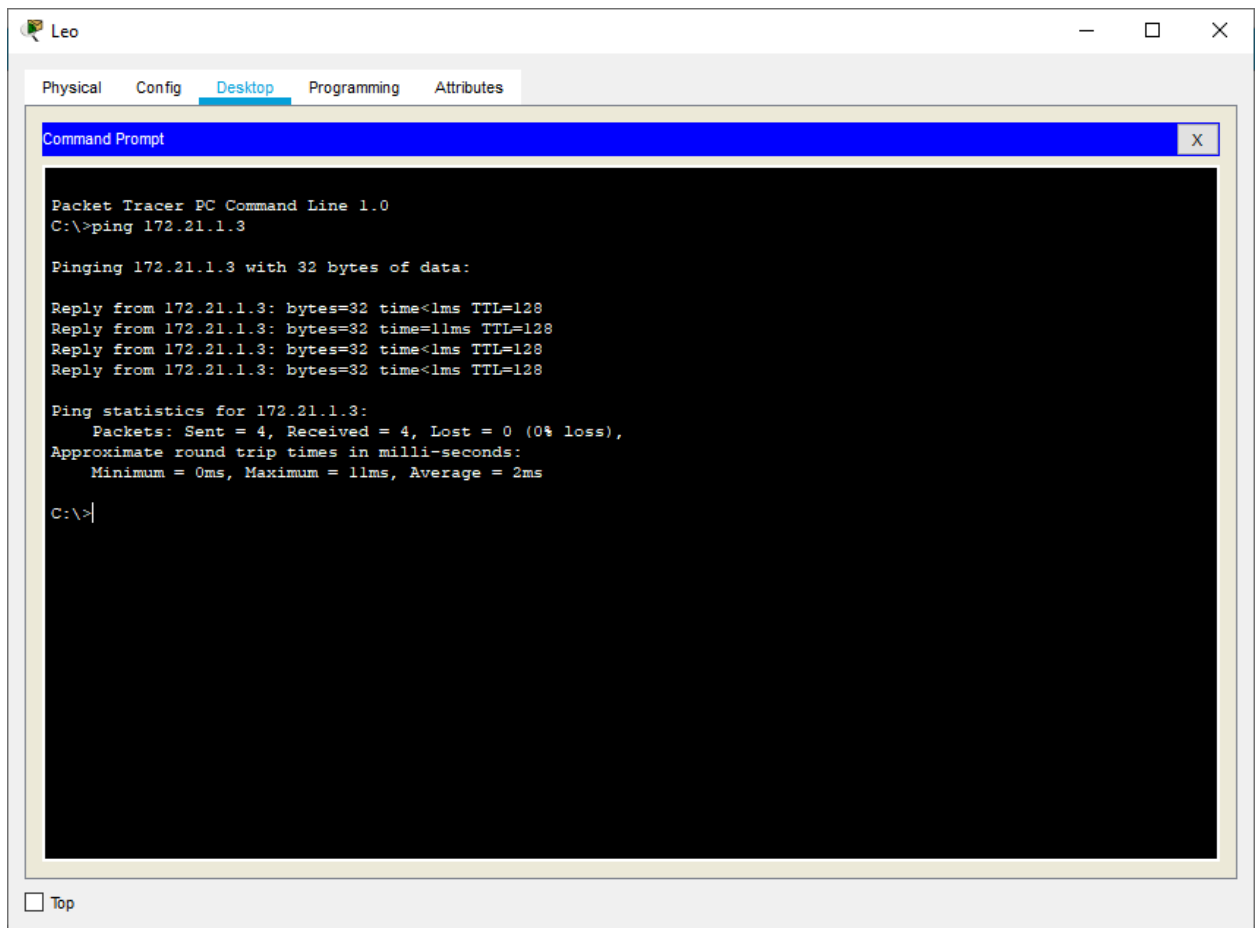 Leo
Physical Config Desktop Programming Attributes
Command Prompt
X
Packet Tracer PC Command Line 1.0
C:\>ping 172.21.1.3
Pinging 172.21.1.3 with 32 bytes of data:
Reply from 172.21.1.3: bytes=32 time<1ms TTL=128
Reply from 172.21.1.3: bytes=32 time=11ms TTL=128
Reply from 172.21.1.3: bytes=32 time<1ms TTL=128
Reply from 172.21.1.3: bytes=32 time<1ms TTL=128
Ping statistics for 172.21.1.3:
Packets: Sent = 4, Received = 4, Lost = 0 (0% loss),
Approximate round trip times in milli-seconds:
Minimum = 0ms, Maximum = 11ms, Average = 2ms
C:\>
Top